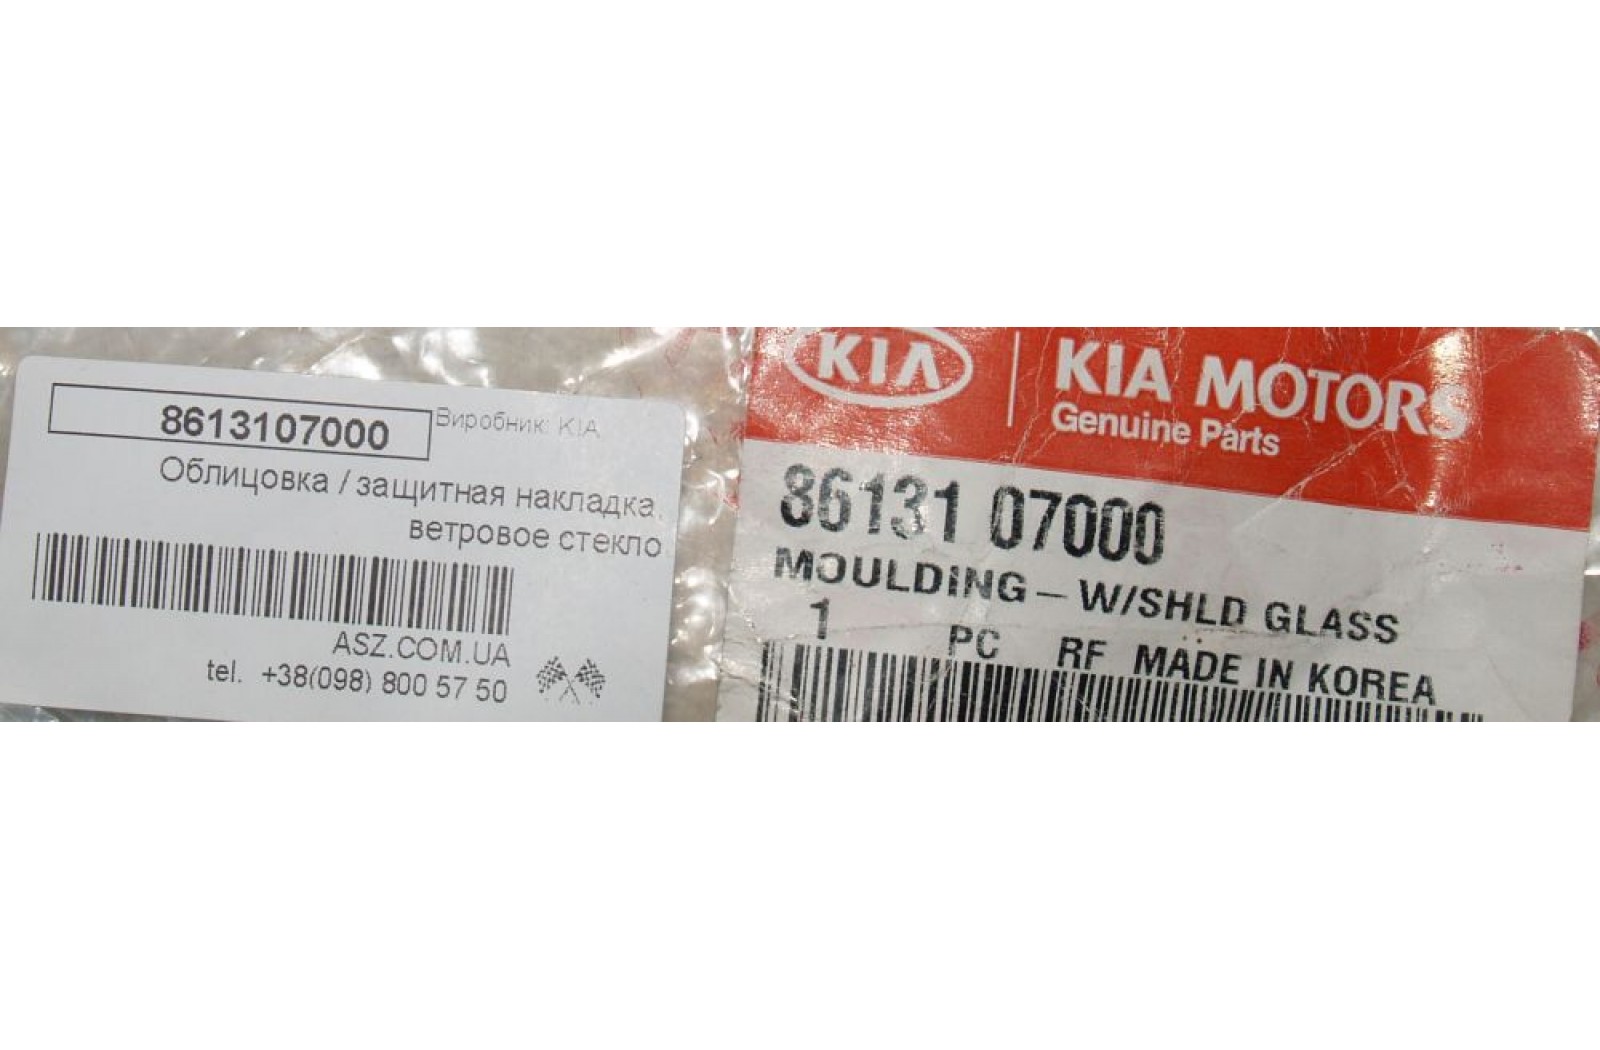 8613107000
Виробник: KIA
Облицовка / защитная накладка,
ветровое стекло
ASZ.COM.UA
tel. +38(098) 800 57 50
KIA
KIA MOTORS
Genuine Parts
86131 07000
MOULDING – W/SHLD GLASS
1 PC RF MADE IN KOREA